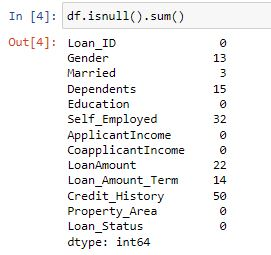 In [4]: df.isnull().sum()
Out[4]: Loan_ID 0
Gender 13
Married 3
Dependents 15
Education 0
Self_Employed 32
ApplicantIncome 0
CoapplicantIncome 0
LoanAmount 22
Loan_Amount_Term 14
Credit_History 50
Property_Area 0
Loan_Status 0
dtype: int64